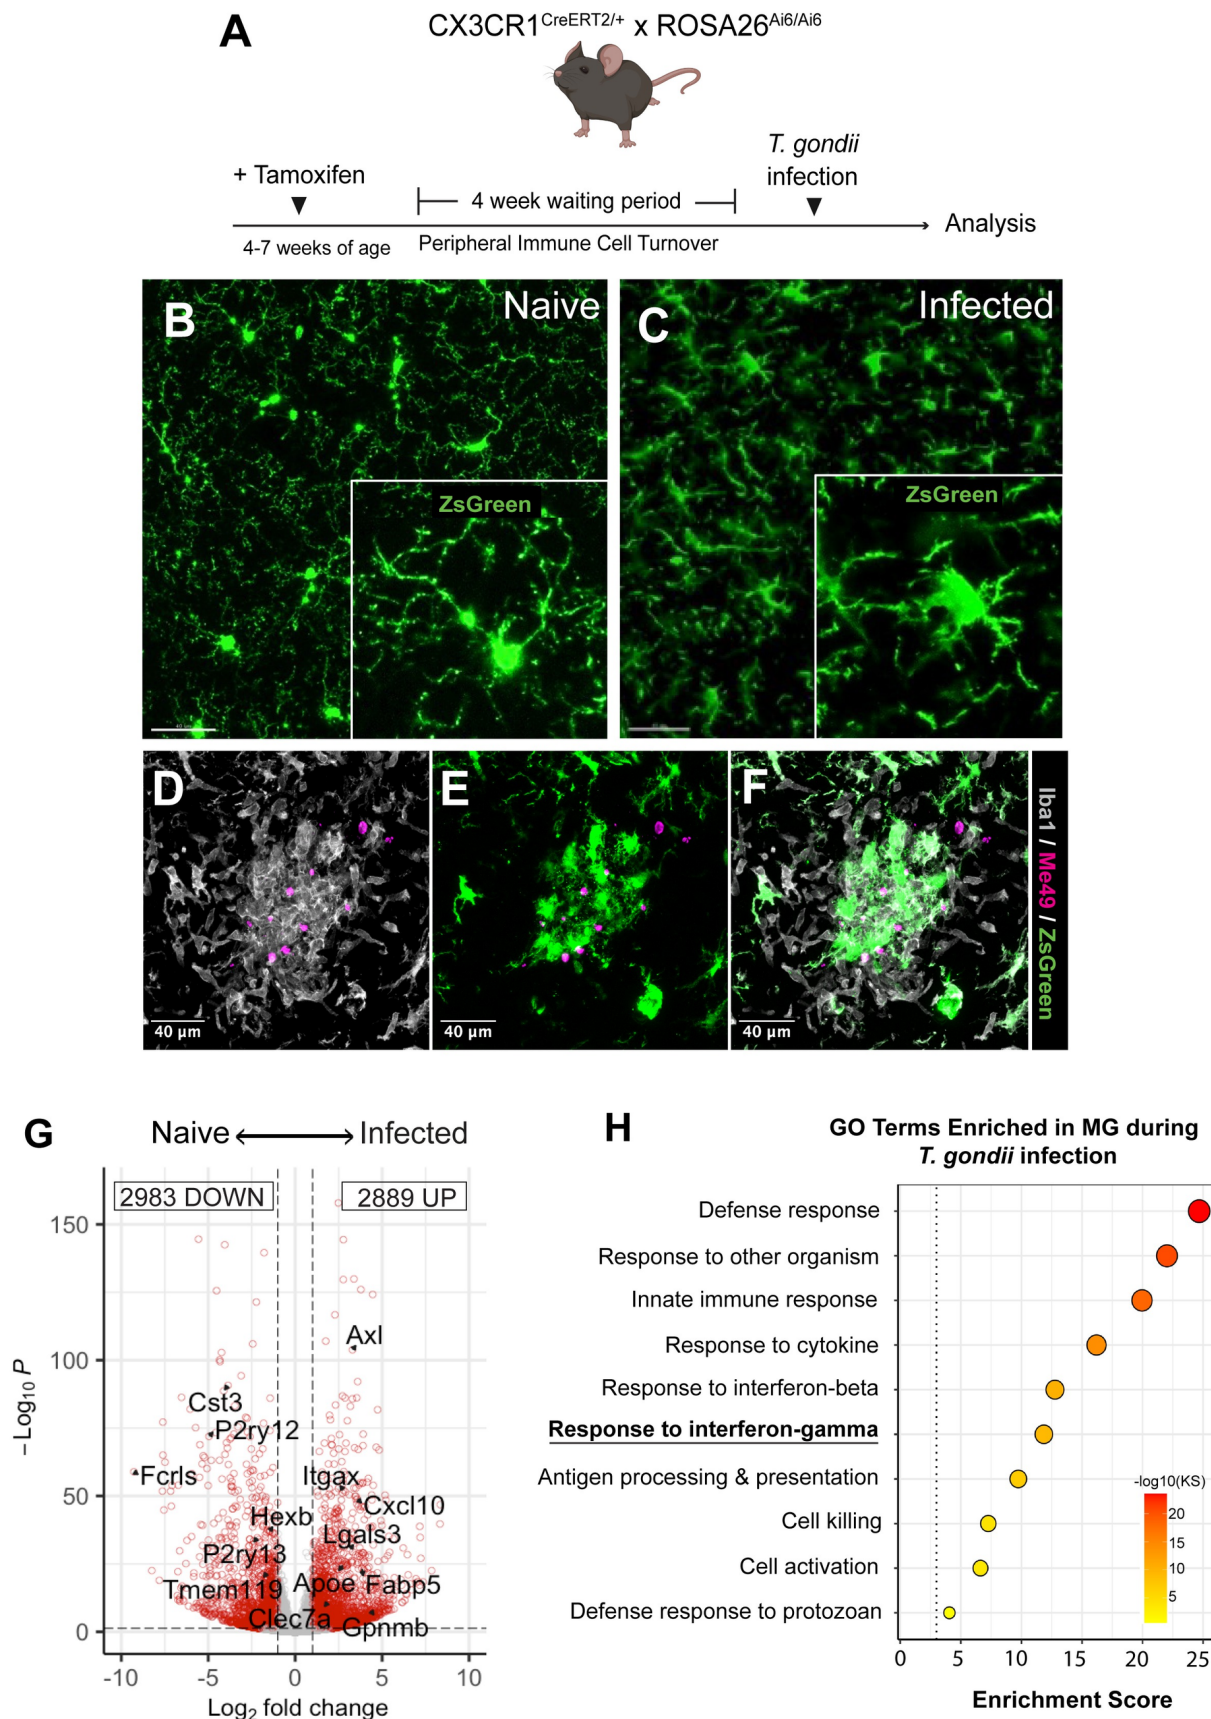 A
CX3CR1CreERT2/+ x ROSA26Ai6/Ai6
T. gondii
infection
+ Tamoxifen
4 week waiting period
Analysis
4-7 weeks of age
Peripheral Immune Cell Turnover
B
Naive
ZsGreen
C
Infected
ZsGreen
D
40 µm
E
40 µm
F
40 µm
Iba1 / Me49 / ZsGreen
G
Naive
Infected
2983 DOWN
2889 UP
−Log10 P
150
100
50
0
Axl
Cst3
P2ry12
Fcrls
Itgax
Cxcl10
Hexb
Lgals3
P2ry13
Tmem119
Apoe
Fabp5
Clec7a
Gpnmb
-10
-5
0
5
10
Log2 fold change
H
GO Terms Enriched in MG during
T. gondii infection
Defense response
Response to other organism
Innate immune response
Response to cytokine
Response to interferon-beta
Response to interferon-gamma
Antigen processing & presentation
Cell killing
Cell activation
Defense response to protozoan
-log10(KS)
20
15
10
5
0
5
10
15
20
25
Enrichment Score